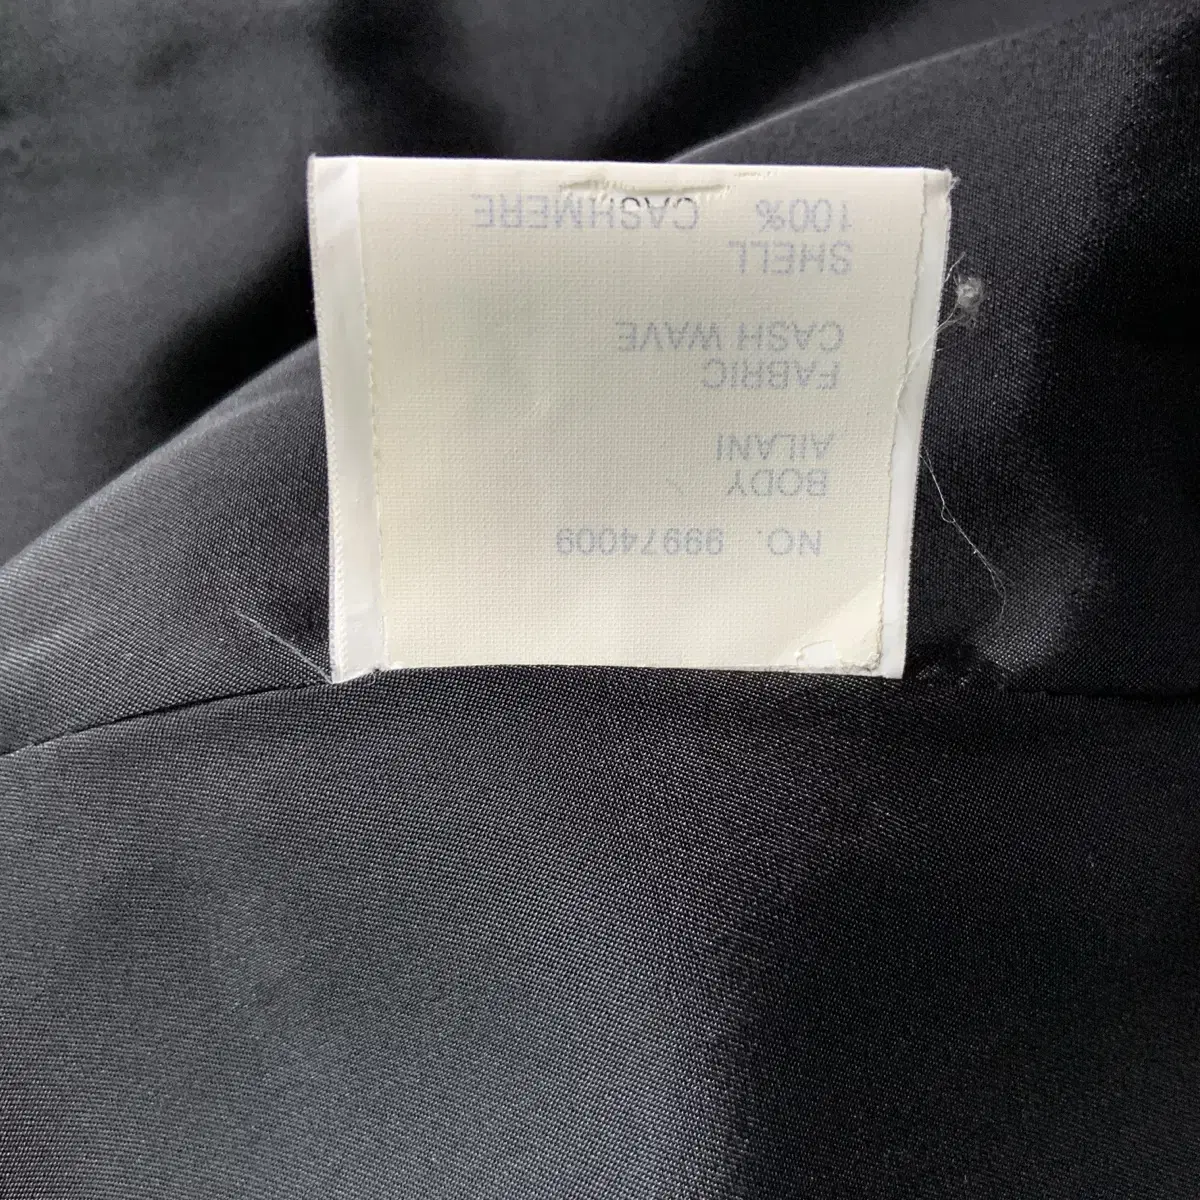 NO. 99974009
BODY
AILANI
FABRIC
CASH WAVE
SHELL
100% CASHMERE